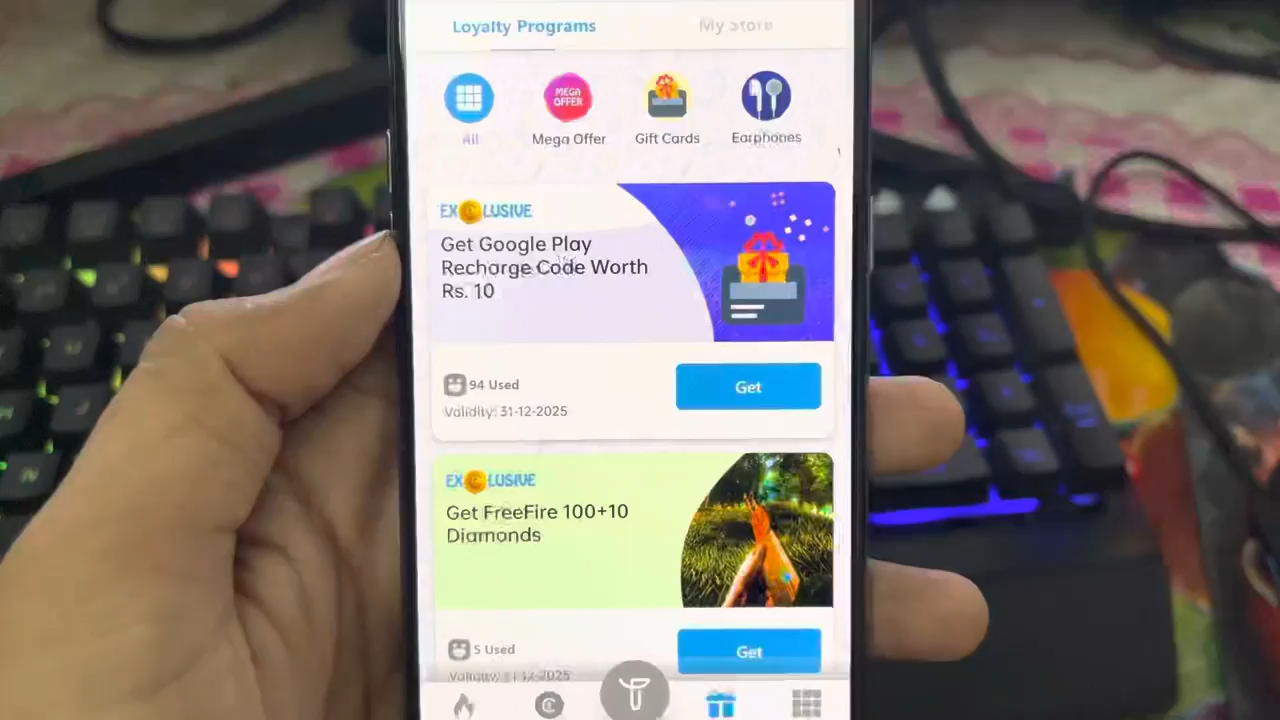 Loyalty Programs
My Store
MEGA OFFER
All
Mega Offer
Gift Cards
Earphones
EXCLUSIVE
Get Google Play
Recharge Code Worth
Rs. 10
94 Used
Get
Validity: 31-12-2025
EXCLUSIVE
Get FreeFire 100+10
Diamonds
5 Used
Get